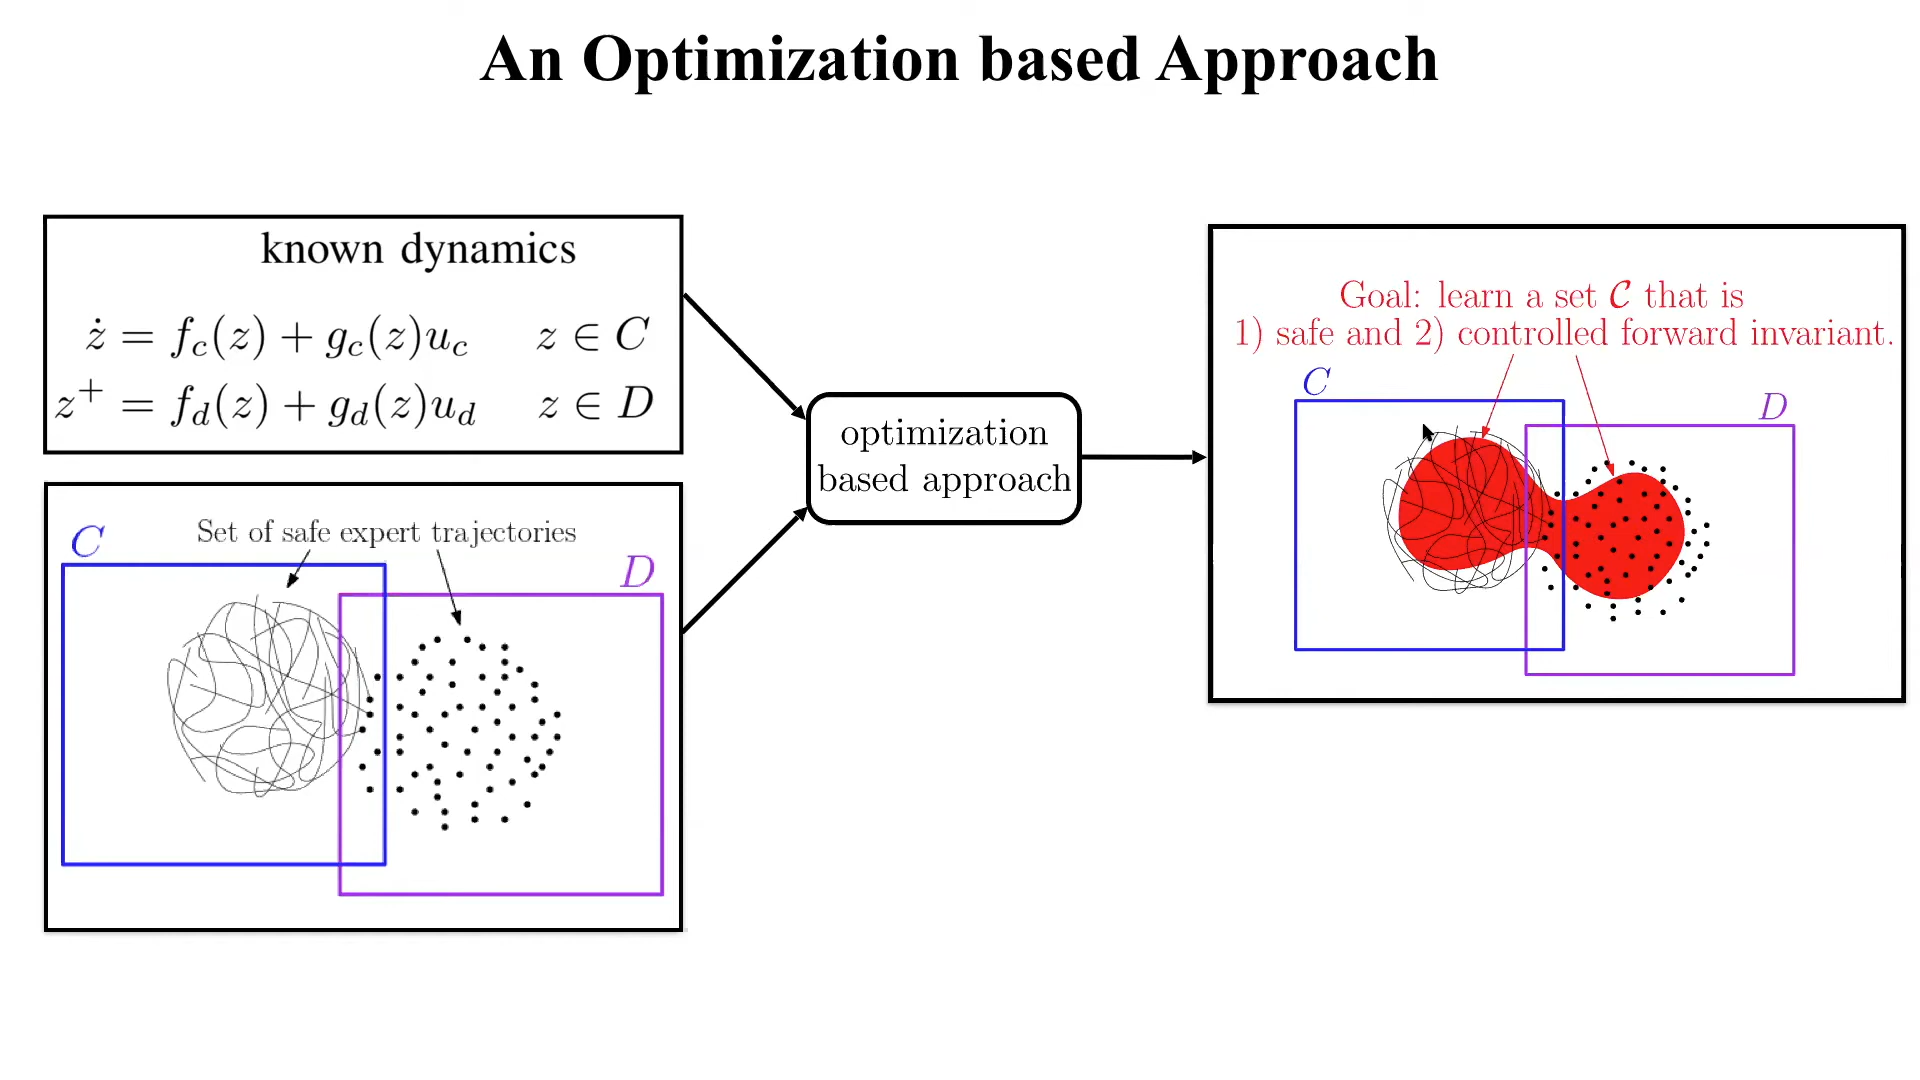 An Optimization based Approach
known dynamics
ż = f_c(z) + g_c(z)u_c z ∈ C
z⁺ = f_d(z) + g_d(z)u_d z ∈ D
Set of safe expert trajectories
C
D
optimization
based approach
Goal: learn a set 𝒞 that is
1) safe and 2) controlled forward invariant.
C
D